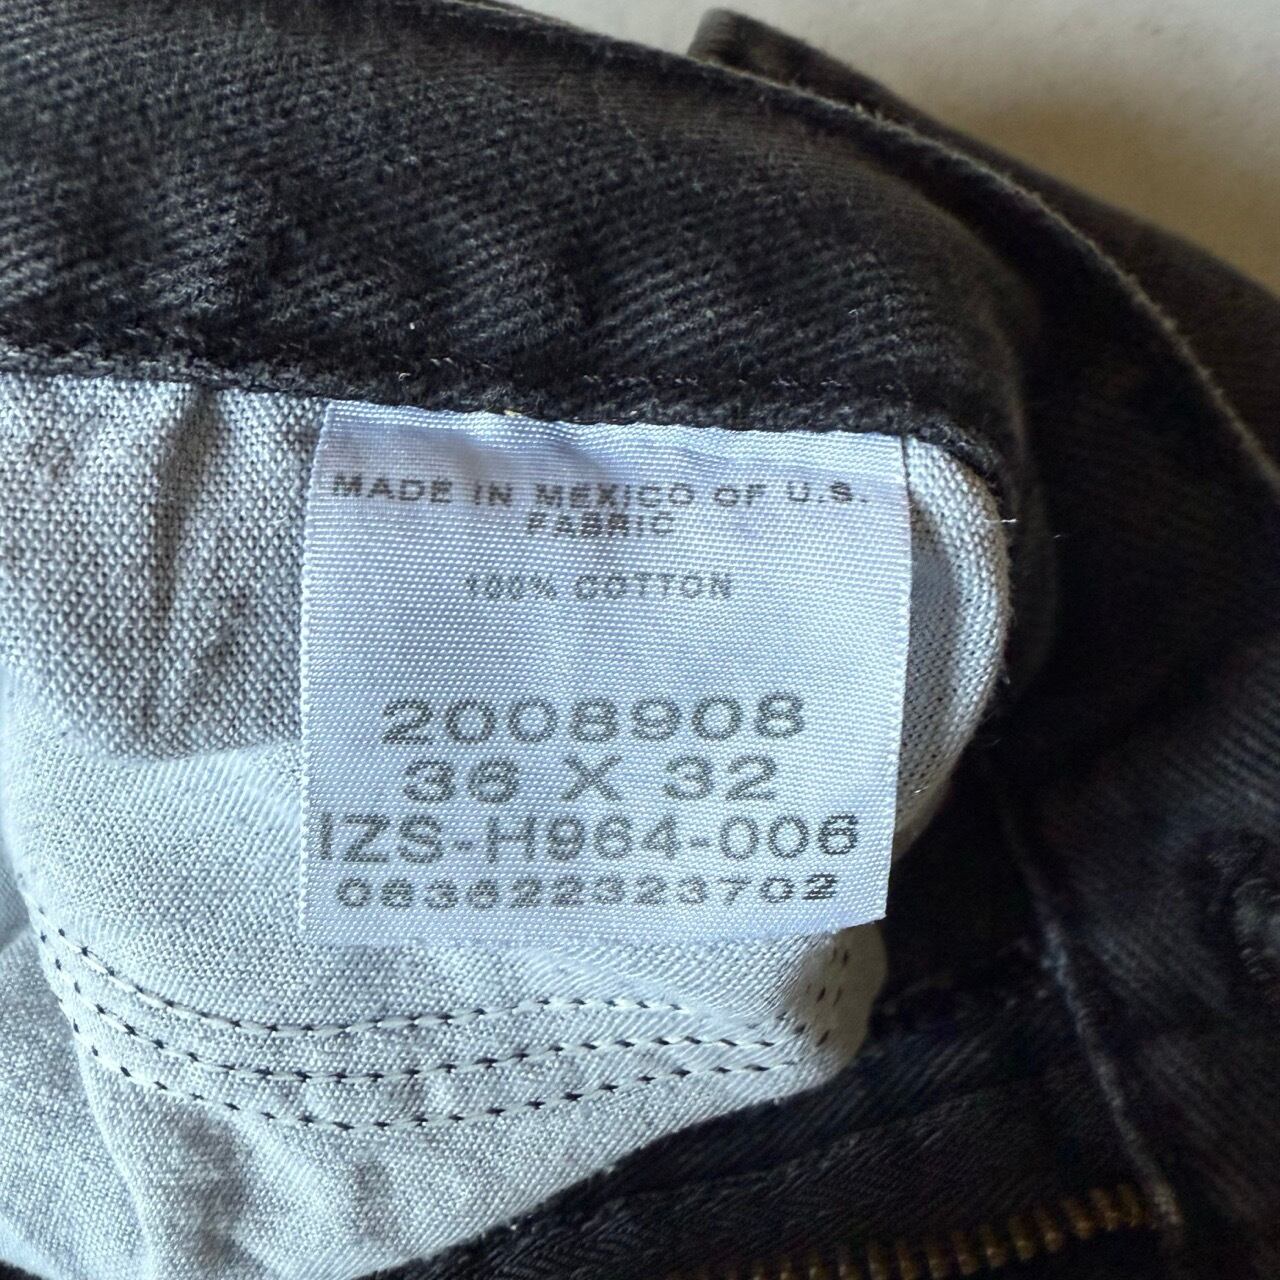 MADE IN MEXICO OF U.S.
FABRIC
100% COTTON
2008908
36 X 32
IZS-H964-006
083622323702